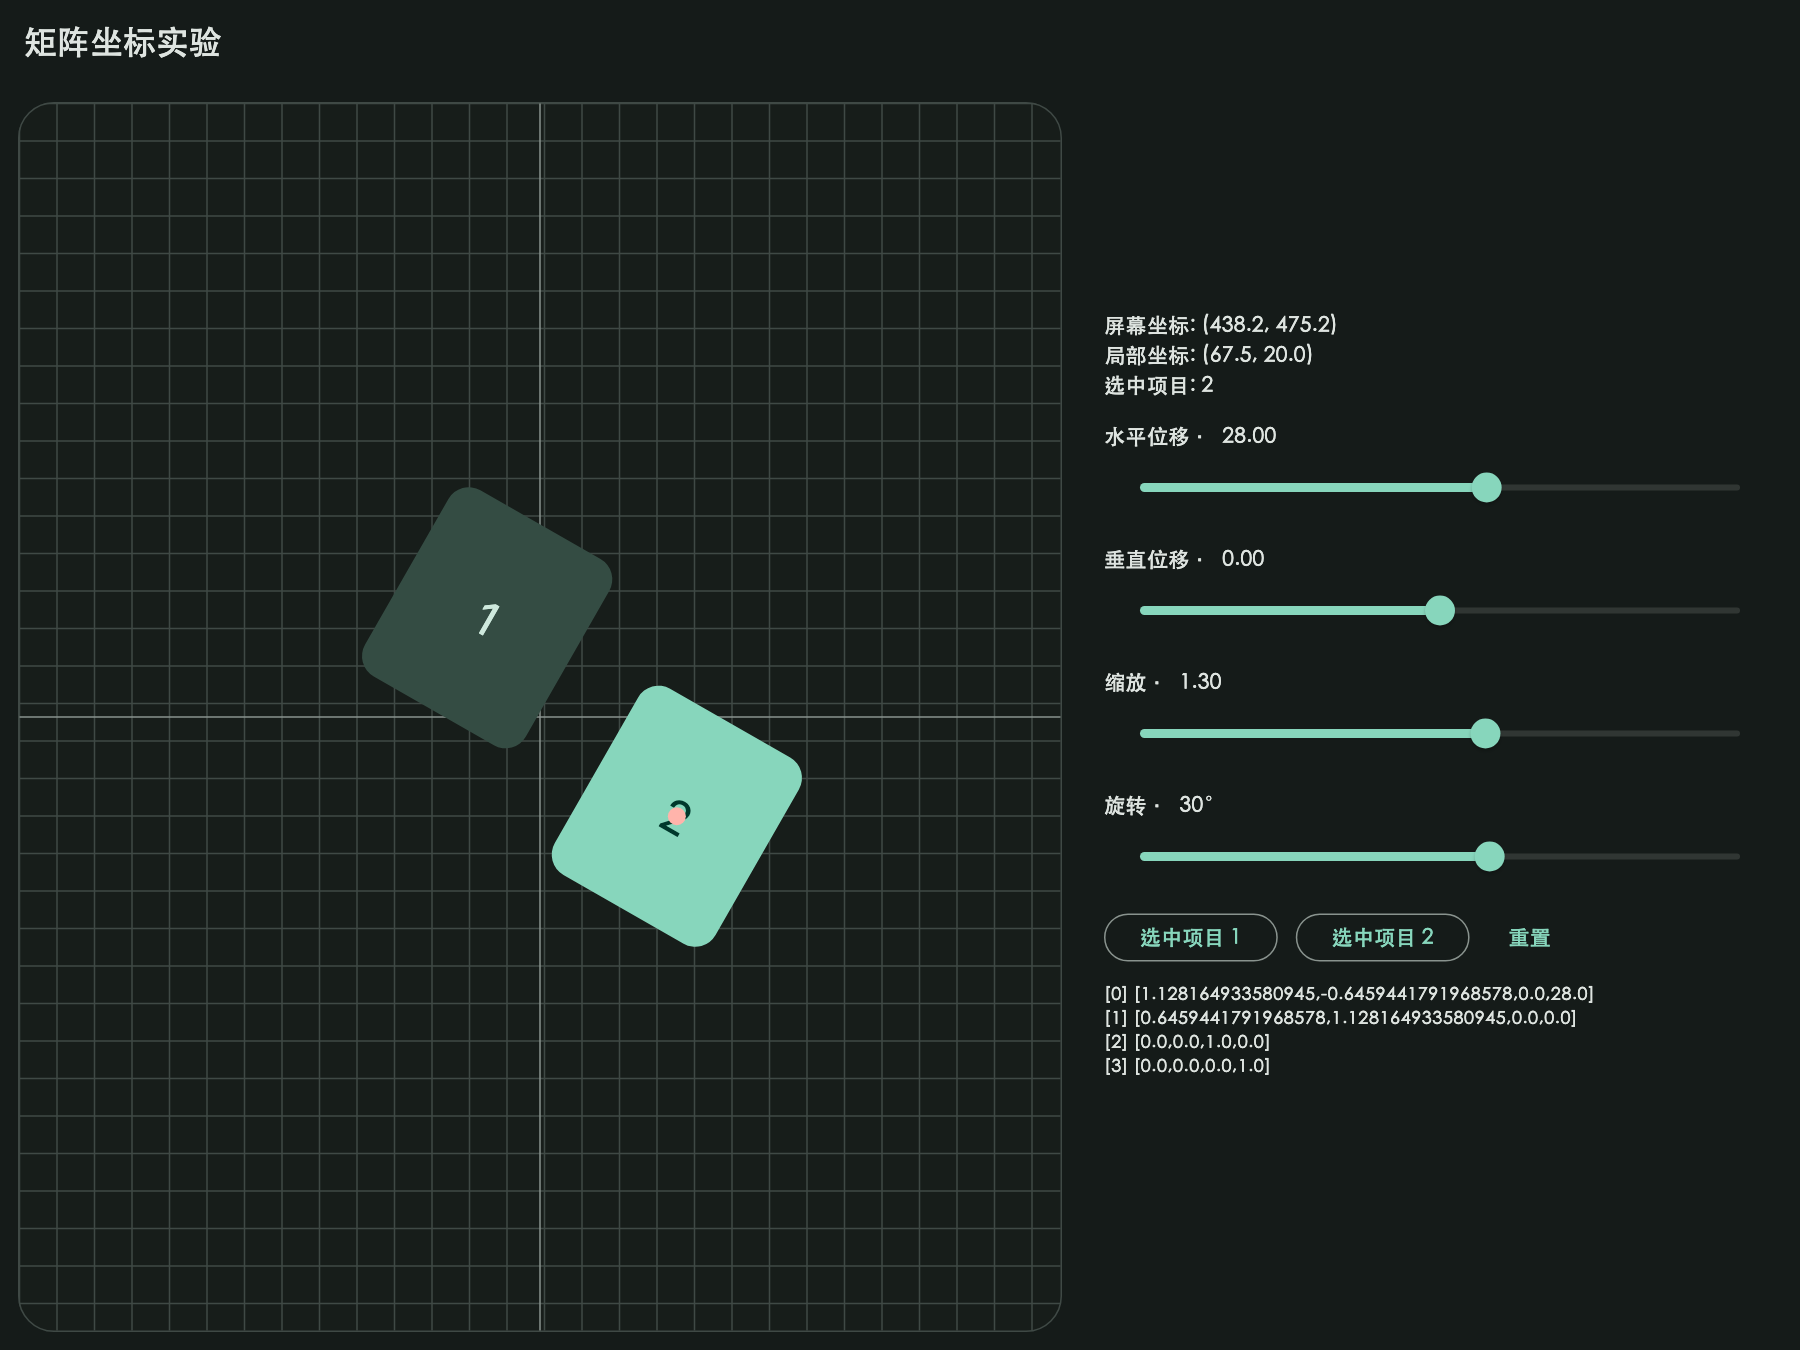 矩阵坐标实验
1
2
屏幕坐标: (438.2, 475.2)
局部坐标: (67.5, 20.0)
选中项目: 2
水平位移 · 28.00
垂直位移 · 0.00
缩放 · 1.30
旋转 · 30°
选中项目 1 选中项目 2 重置
[0] [1.128164933580945,-0.6459441791968578,0.0,28.0]
[1] [0.6459441791968578,1.128164933580945,0.0,0.0]
[2] [0.0,0.0,1.0,0.0]
[3] [0.0,0.0,0.0,1.0]